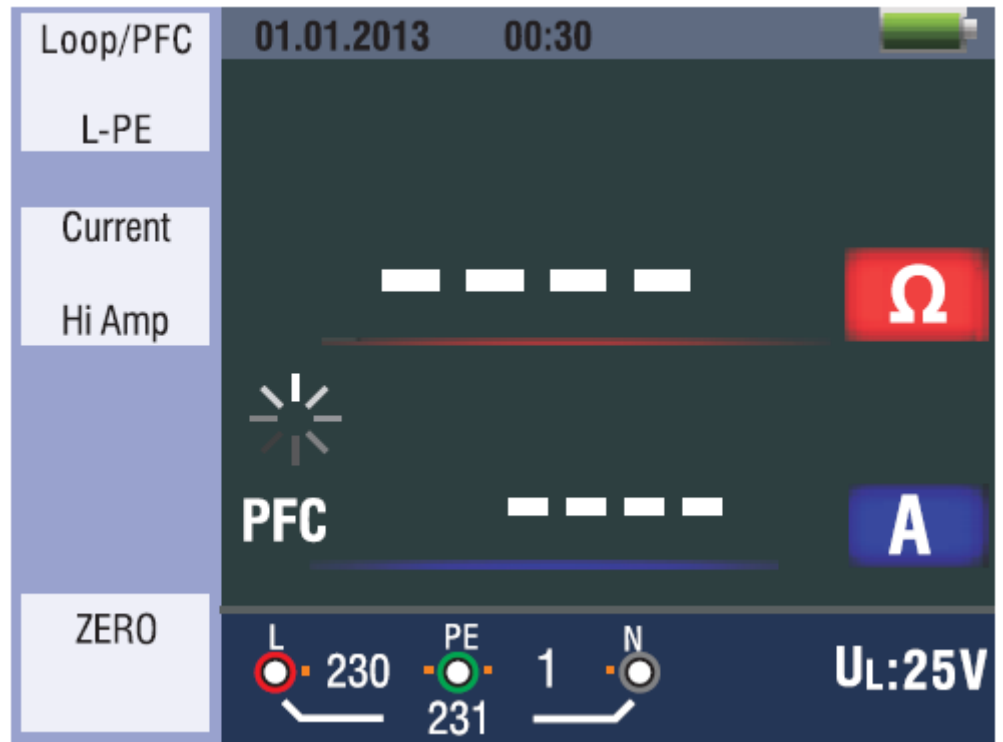 Loop/PFC
L-PE
Current
Hi Amp
ZERO
01.01.2013 00:30
---- Ω
PFC ---- A
L PE N
230 1
231
UL:25V